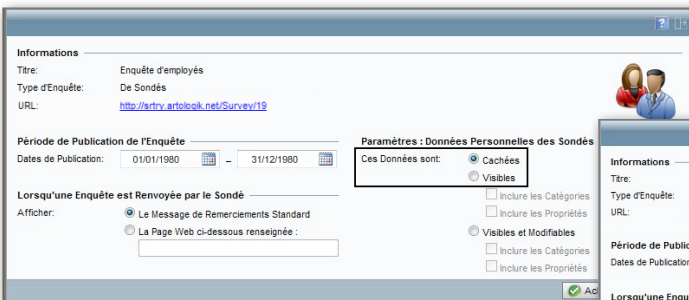 Informations
Titre: Enquête d'employés
Type d'Enquête: De Sondés
URL: http://srtry.artologik.net/Survey/19
Période de Publication de l'Enquête
Dates de Publication: 01/01/1980 – 31/12/1980
Lorsqu'une Enquête est Renvoyée par le Sondé
Afficher: Le Message de Remerciements Standard
La Page Web ci-dessous renseignée :
Paramètres : Données Personnelles des Sondés
Ces Données sont: Cachées
Visibles
Inclure les Catégories
Inclure les Propriétés
Visibles et Modifiables
Inclure les Catégories
Inclure les Propriétés
Informations
Titre:
Type d'Enquête:
URL:
Période de Public
Dates de Publication
Lorsqu'une Enqu